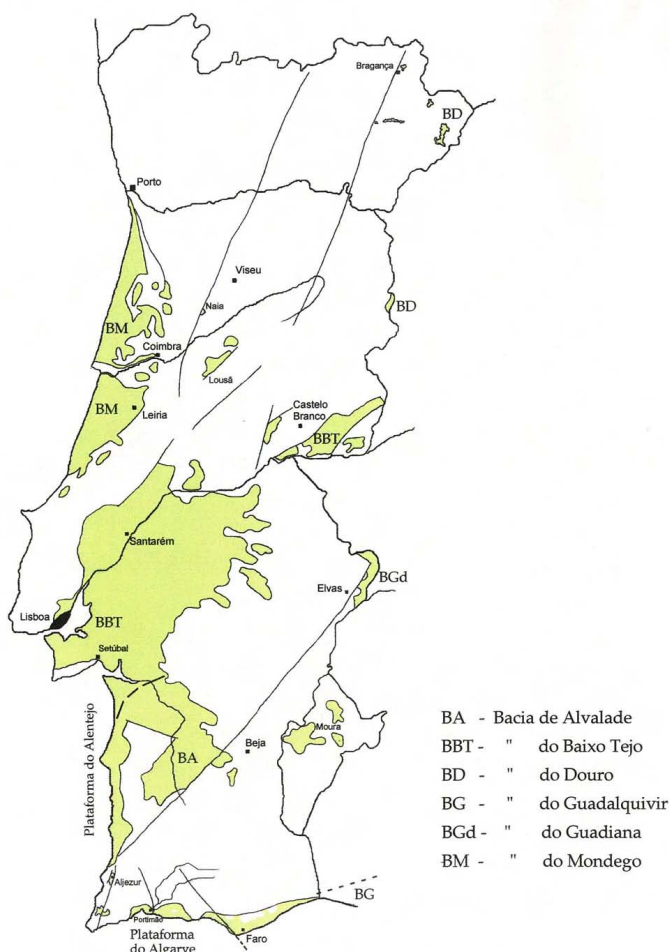 Bragança
BD
Porto
Viseu
BD
Naia
BM
Coimbra
Lousã
BM
Leiria
Castelo
Branco
BBT
Santarém
BGd
Elvas
Lisboa
BBT
Setúbal
Plataforma do Alentejo
Moura
Beja
BA
Aljezur
BG
Portimão
Faro
Plataforma
do Algarve
BA - Bacia de Alvalade
BBT - " do Baixo Tejo
BD - " do Douro
BG - " do Guadalquivir
BGd - " do Guadiana
BM - " do Mondego